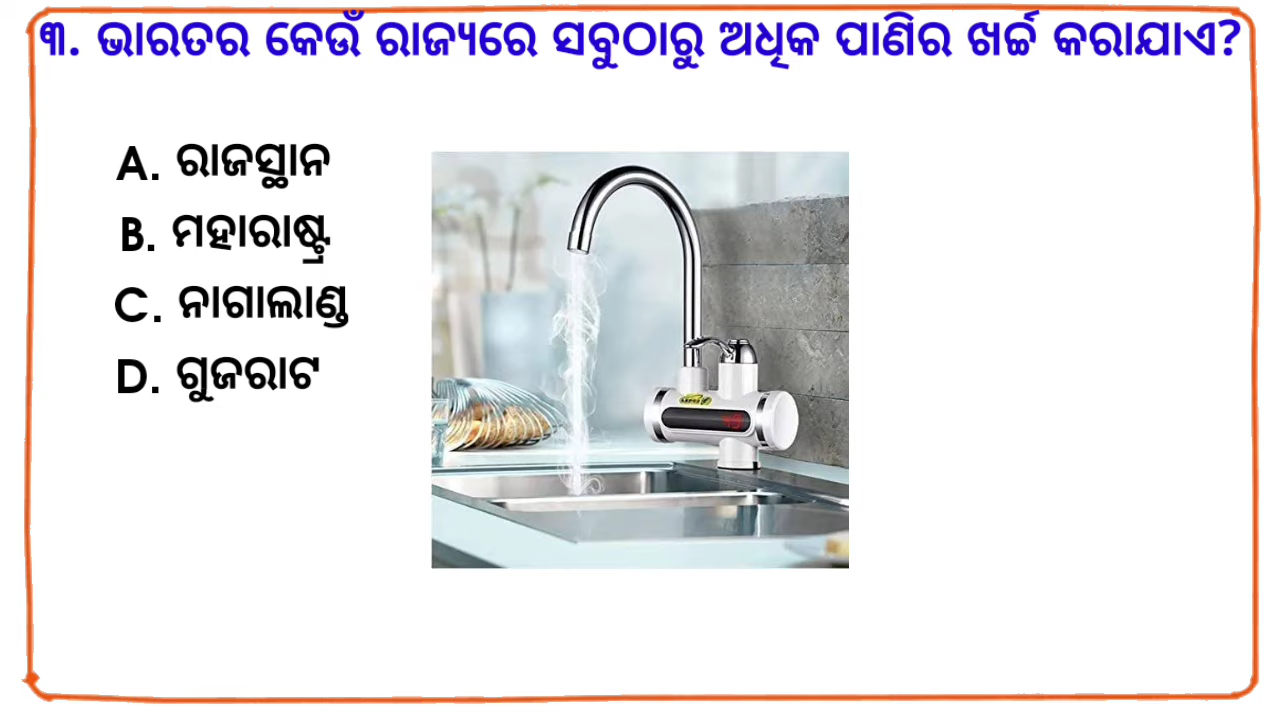 ୩. ଭାରତର କେଉଁ ରାଜ୍ୟରେ ସବୁଠାରୁ ଅଧିକ ପାଣିର ଖର୍ଚ୍ଚ କରାଯାଏ?
A. ରାଜସ୍ଥାନ
B. ମହାରାଷ୍ଟ୍ର
C. ନାଗାଲାଣ୍ଡ
D. ଗୁଜରାଟ